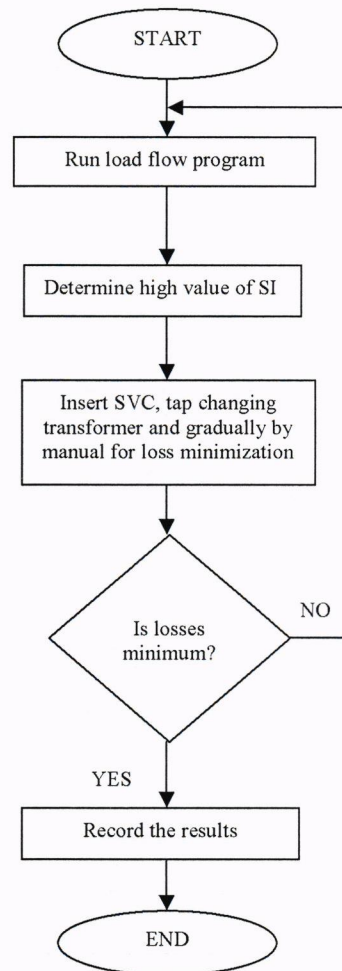 START
Run load flow program
Determine high value of SI
Insert SVC, tap changing
transformer and gradually by
manual for loss minimization
Is losses
minimum?
NO
YES
Record the results
END